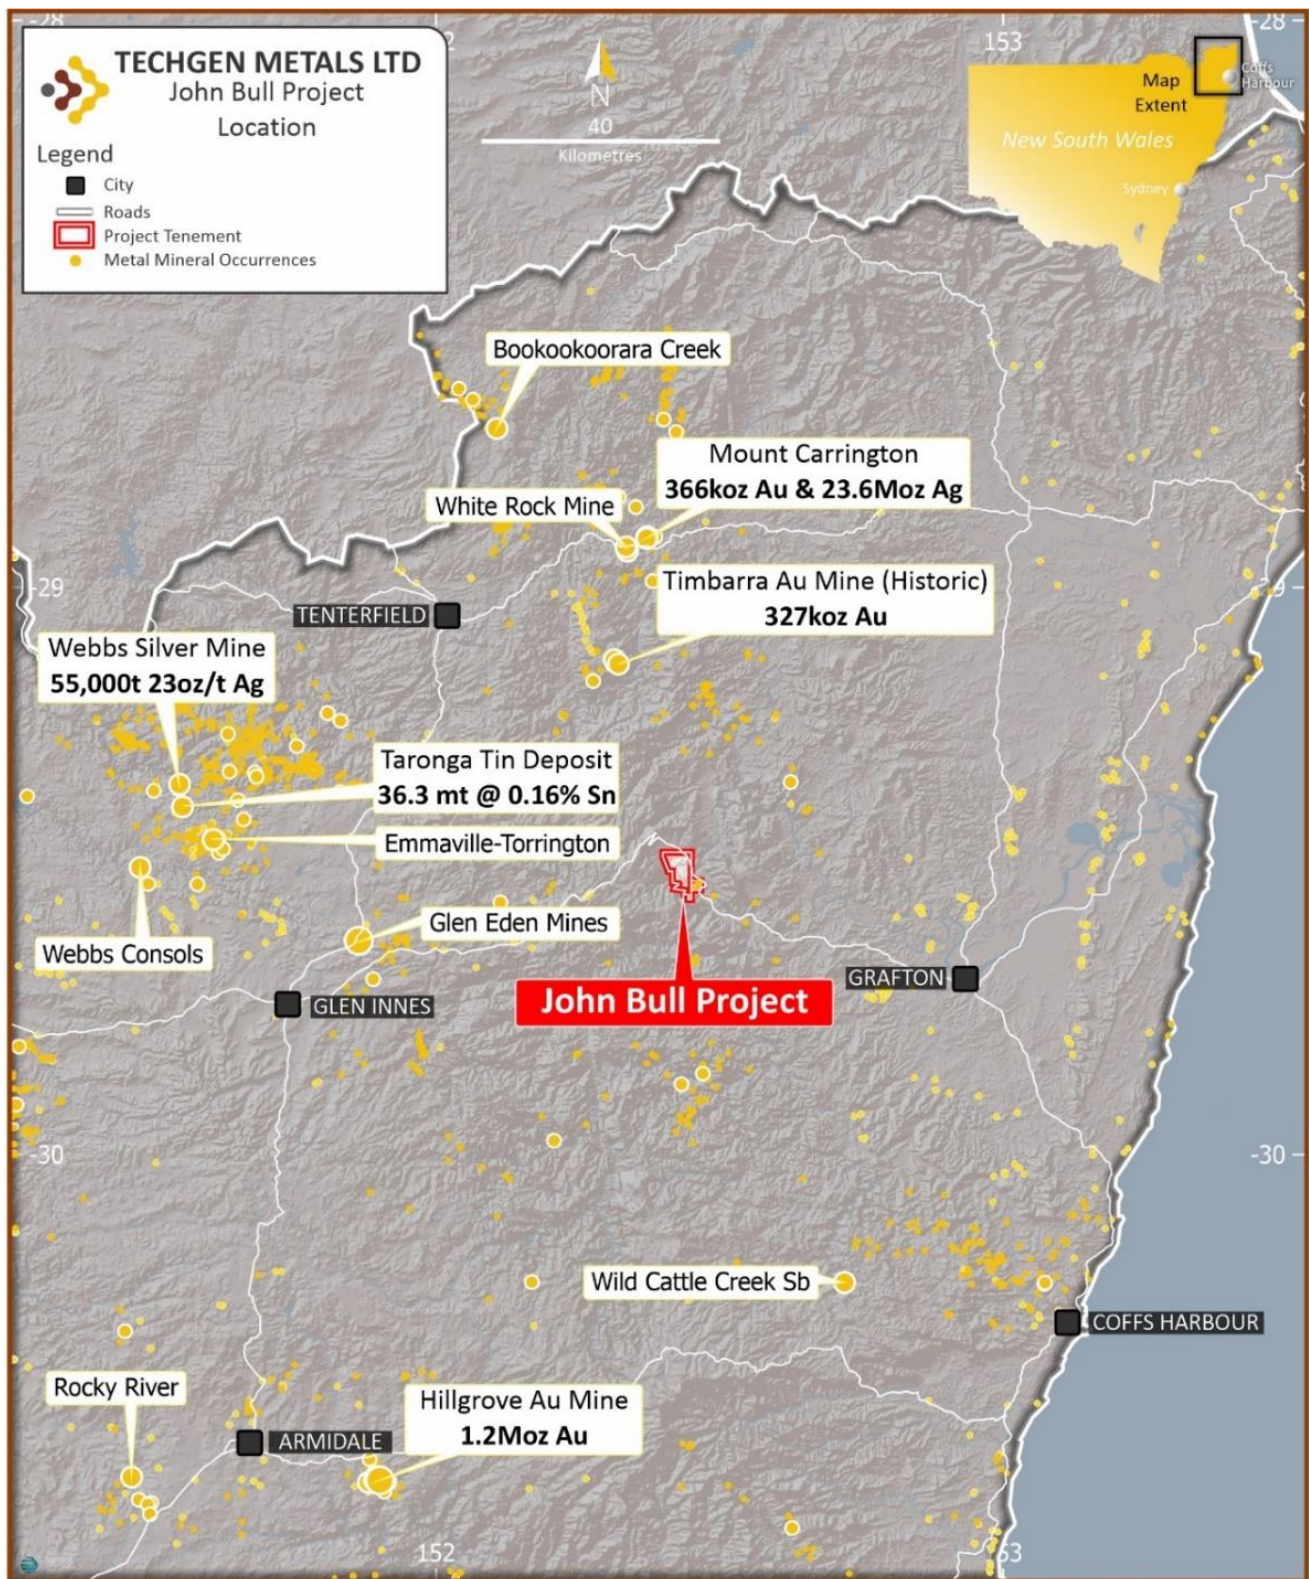 -28
153
-28
TECHGEN METALS LTD
John Bull Project
Location
Legend
City
Roads
Project Tenement
Metal Mineral Occurrences
2
N
40
Kilometres
Map
Extent
Coffs
Harbour
New South Wales
Sydney
Bookookoorara Creek
Mount Carrington
366koz Au & 23.6Moz Ag
White Rock Mine
-29
Timbarra Au Mine (Historic)
327koz Au
TENTERFIELD
Webbs Silver Mine
55,000t 23oz/t Ag
Taronga Tin Deposit
36.3 mt @ 0.16% Sn
Emmaville-Torrington
Glen Eden Mines
Webbs Consols
GRAFTON
John Bull Project
GLEN INNES
-30
-30
Wild Cattle Creek Sb
COFFS HARBOUR
Rocky River
Hillgrove Au Mine
1.2Moz Au
ARMIDALE
152
53